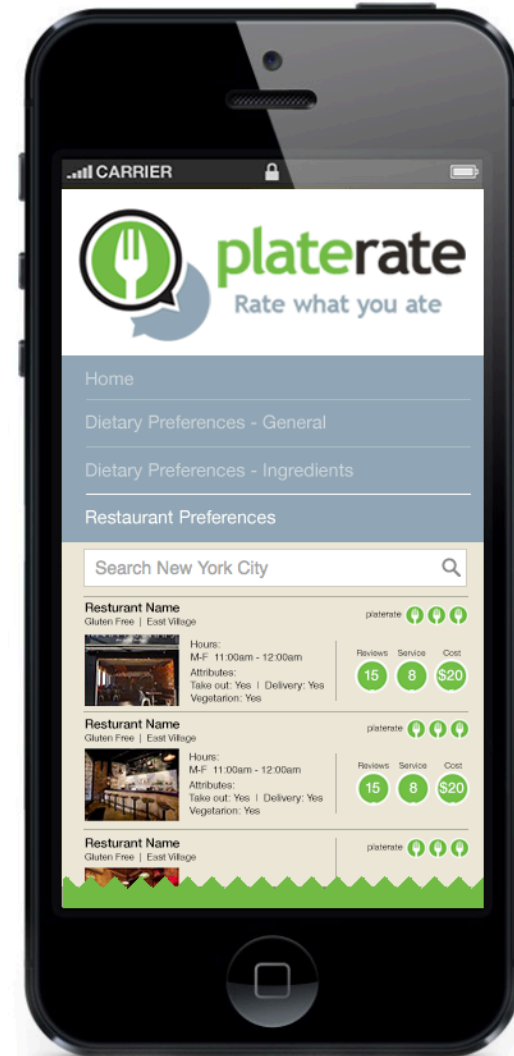 CARRIER
platerate
Rate what you ate
Home
Dietary Preferences - General
Dietary Preferences - Ingredients
Restaurant Preferences
Search New York City
Resturant Name
Gluten Free | East Village
platerate
Hours:
M-F 11:00am - 12:00am
Attributes:
Take out: Yes | Delivery: Yes
Vegetarion: Yes
Reviews Service Cost
15 8 $20
Resturant Name
Gluten Free | East Village
platerate
Hours:
M-F 11:00am - 12:00am
Attributes:
Take out: Yes | Delivery: Yes
Vegetarion: Yes
Reviews Service Cost
15 8 $20
Resturant Name
Gluten Free | East Village
platerate